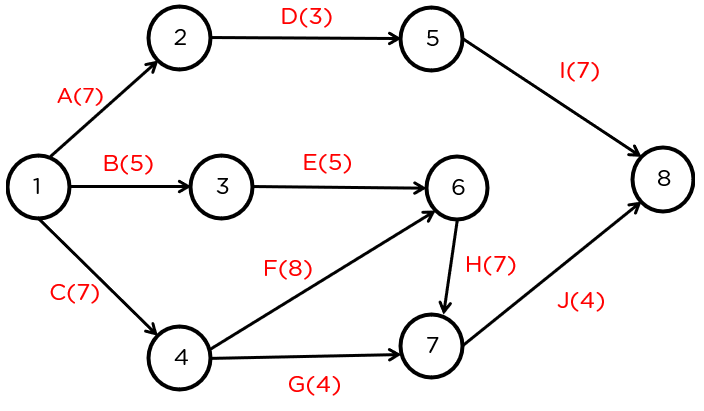 D(3)
2
5
I(7)
A(7)
B(5)
E(5)
1
3
6
8
F(8)
H(7)
C(7)
J(4)
4
7
G(4)